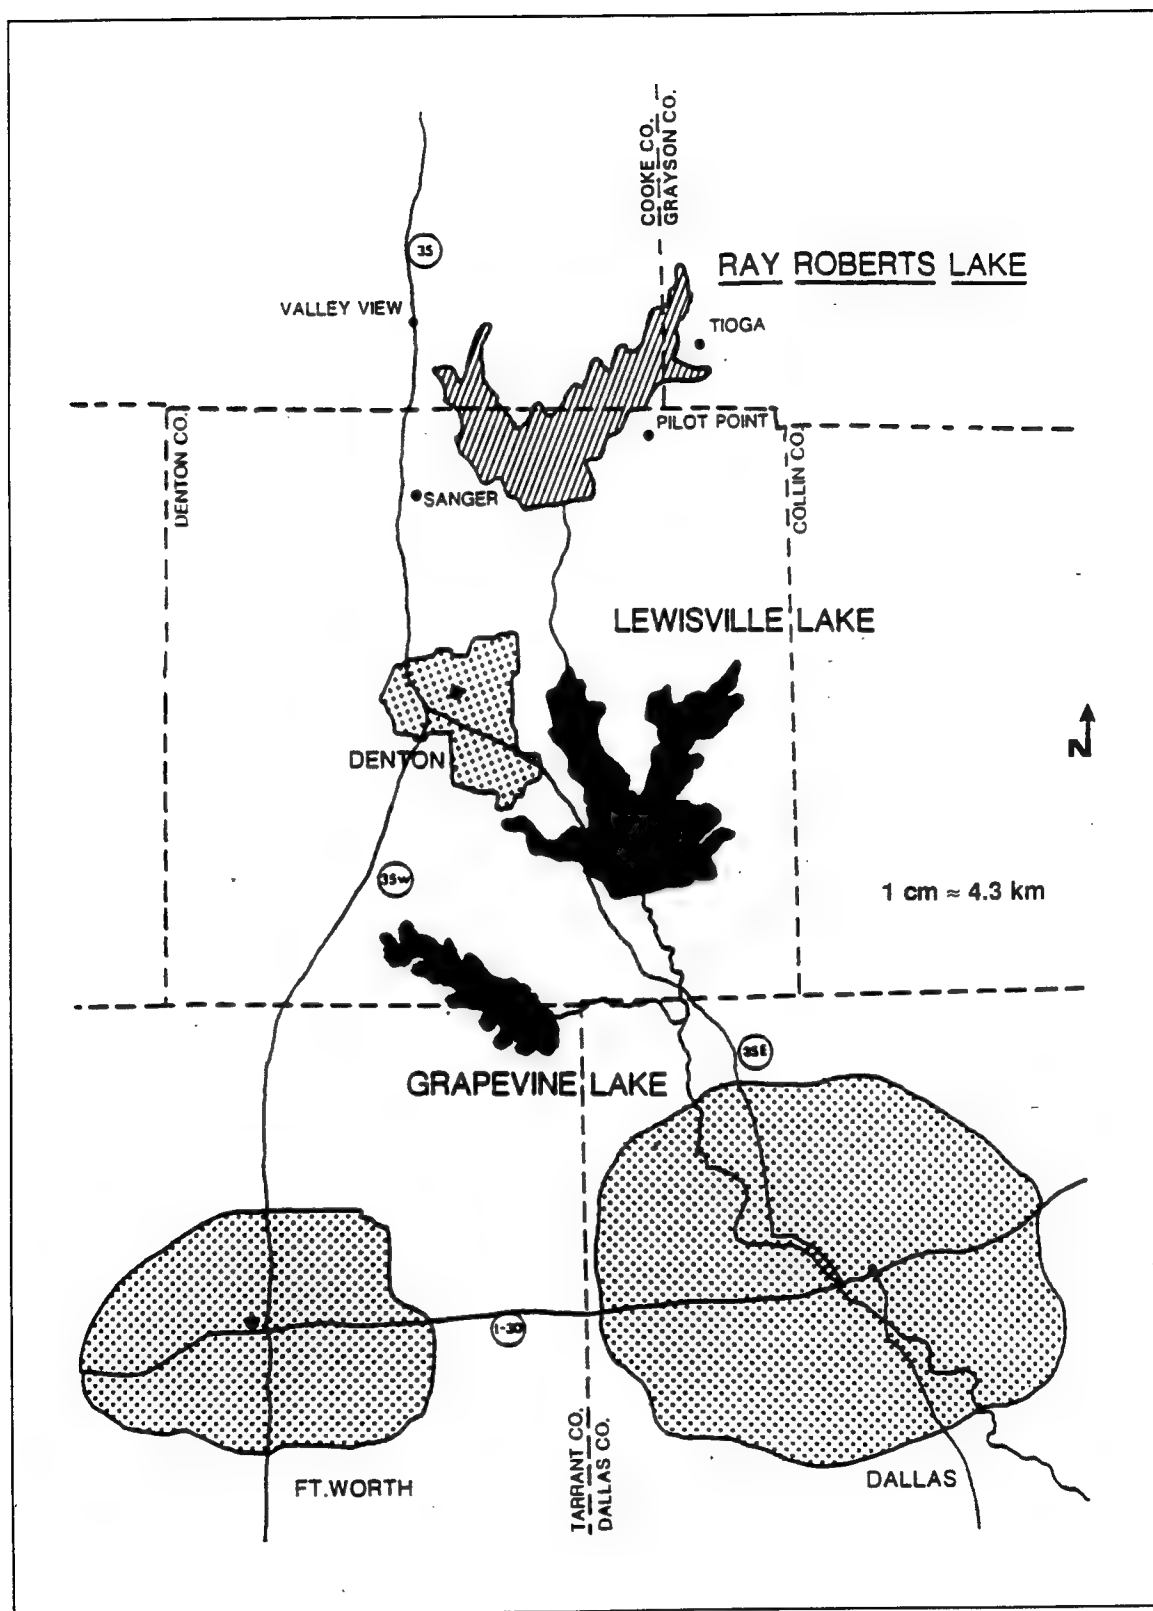 COOKE CO.
GRAYSON CO.
35
RAY ROBERTS LAKE
VALLEY VIEW
TIOGA
PILOT POINT
DENTON CO.
COLLIN CO.
SANGER
LEWISVILLE LAKE
N
DENTON
35W
1 cm ≈ 4.3 km
35E
GRAPEVINE LAKE
I-30
TARRANT CO.
DALLAS CO.
FT.WORTH
DALLAS